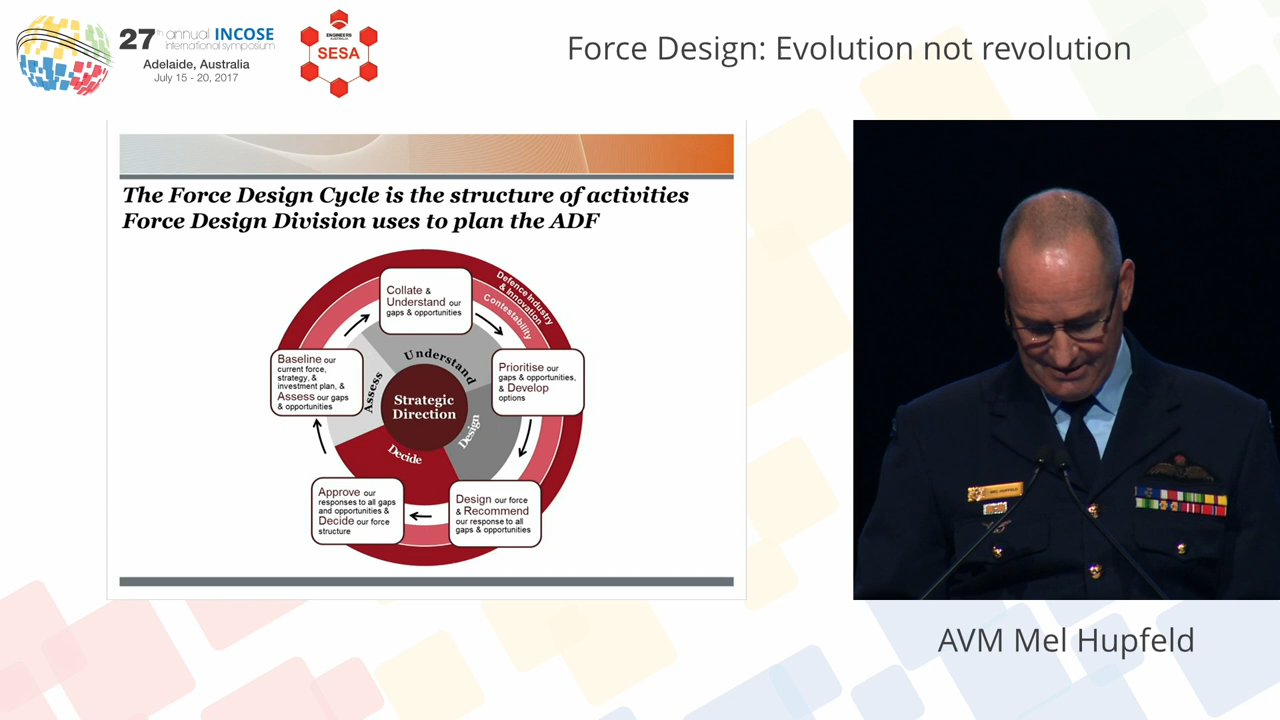 27th annual INCOSE
international symposium
Adelaide, Australia
July 15 - 20, 2017
ENGINEERS
AUSTRALIA
SESA
Force Design: Evolution not revolution
The Force Design Cycle is the structure of activities
Force Design Division uses to plan the ADF
Defence Industry
& Innovation
Contestability
Collate &
Understand our
gaps & opportunities
Prioritise our
gaps & opportunities,
& Develop
options
Design our force
& Recommend
our response to all
gaps & opportunities
Approve our
responses to all gaps
and opportunities &
Decide our force
structure
Baseline our
current force,
strategy, &
investment plan, &
Assess our gaps
& opportunities
Understand
Design
Decide
Assess
Strategic
Direction
MEL HUPFELD
AVM Mel Hupfeld